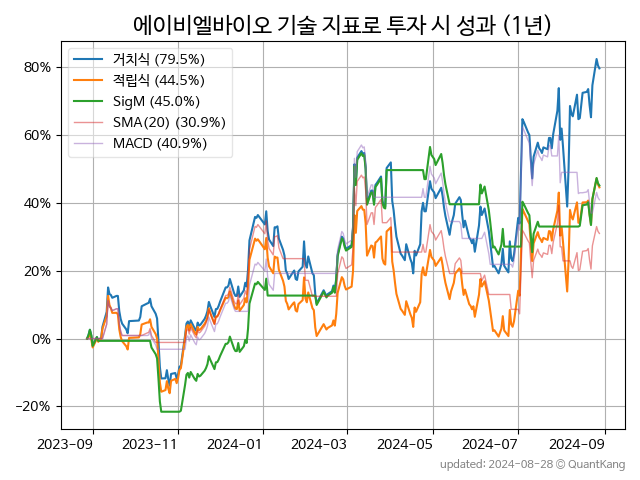 에이비엘바이오 기술 지표로 투자 시 성과 (1년)
거치식 (79.5%)
적립식 (44.5%)
SigM (45.0%)
SMA(20) (30.9%)
MACD (40.9%)
80%
60%
40%
20%
0%
−20%
2023-09 2023-11 2024-01 2024-03 2024-05 2024-07 2024-09
updated: 2024-08-28 © QuantKang